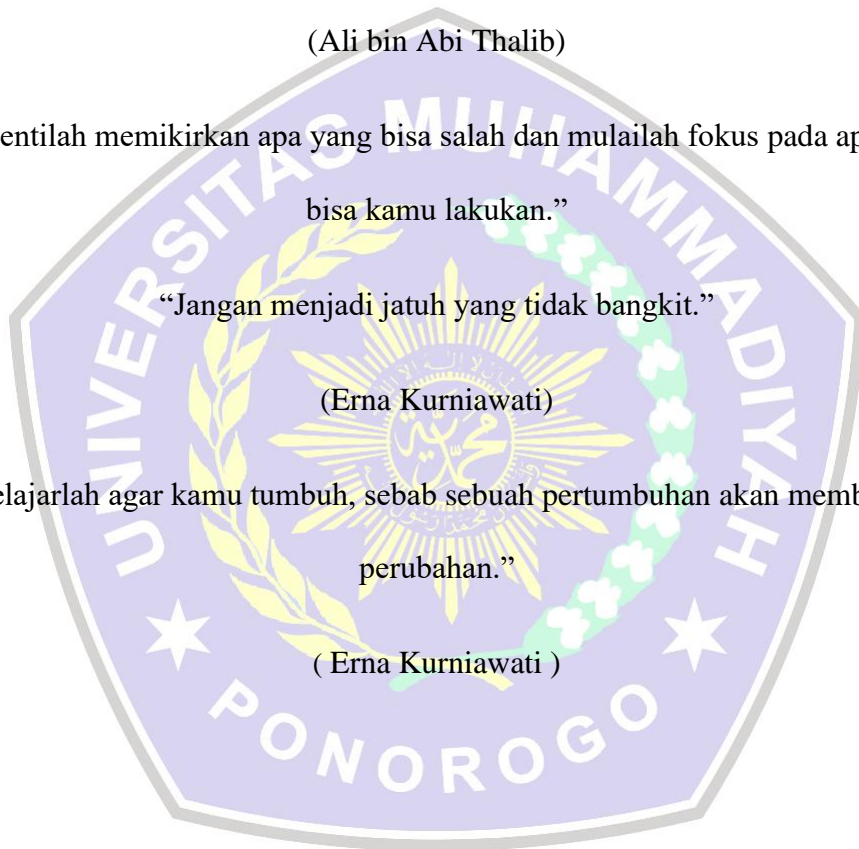 (Ali bin Abi Thalib)
entilah memikirkan apa yang bisa salah dan mulailah fokus pada ap
bisa kamu lakukan.”
“Jangan menjadi jatuh yang tidak bangkit.”
(Erna Kurniawati)
elajarlah agar kamu tumbuh, sebab sebuah pertumbuhan akan memb
perubahan.”
( Erna Kurniawati )
UNIVERSITAS MUHAMMADIYAH
PONOROGO